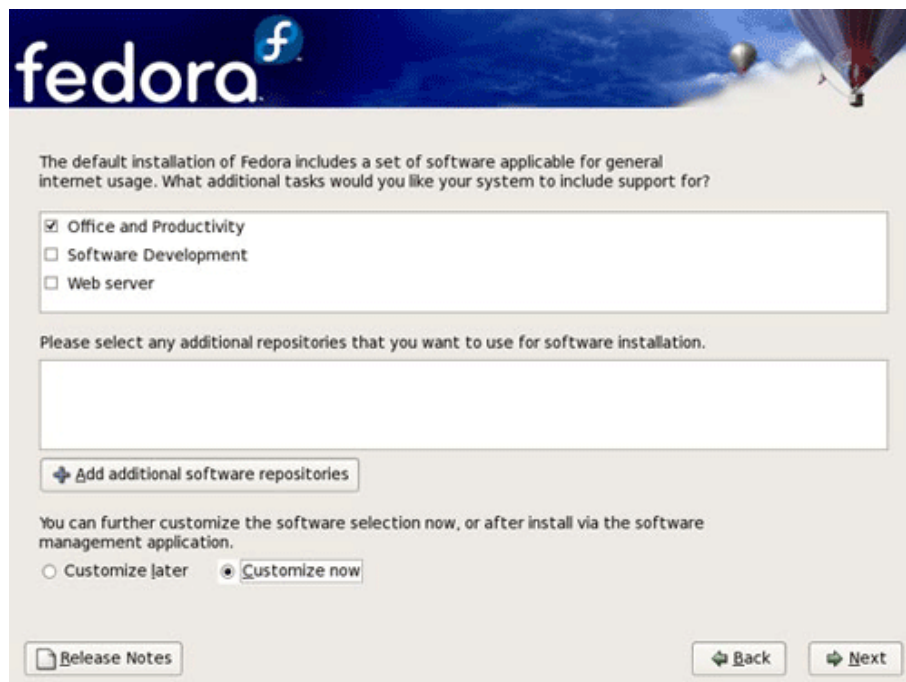 fedora
The default installation of Fedora includes a set of software applicable for general
internet usage. What additional tasks would you like your system to include support for?
Office and Productivity
Software Development
Web server
Please select any additional repositories that you want to use for software installation.
Add additional software repositories
You can further customize the software selection now, or after install via the software
management application.
Customize later Customize now
Release Notes Back Next